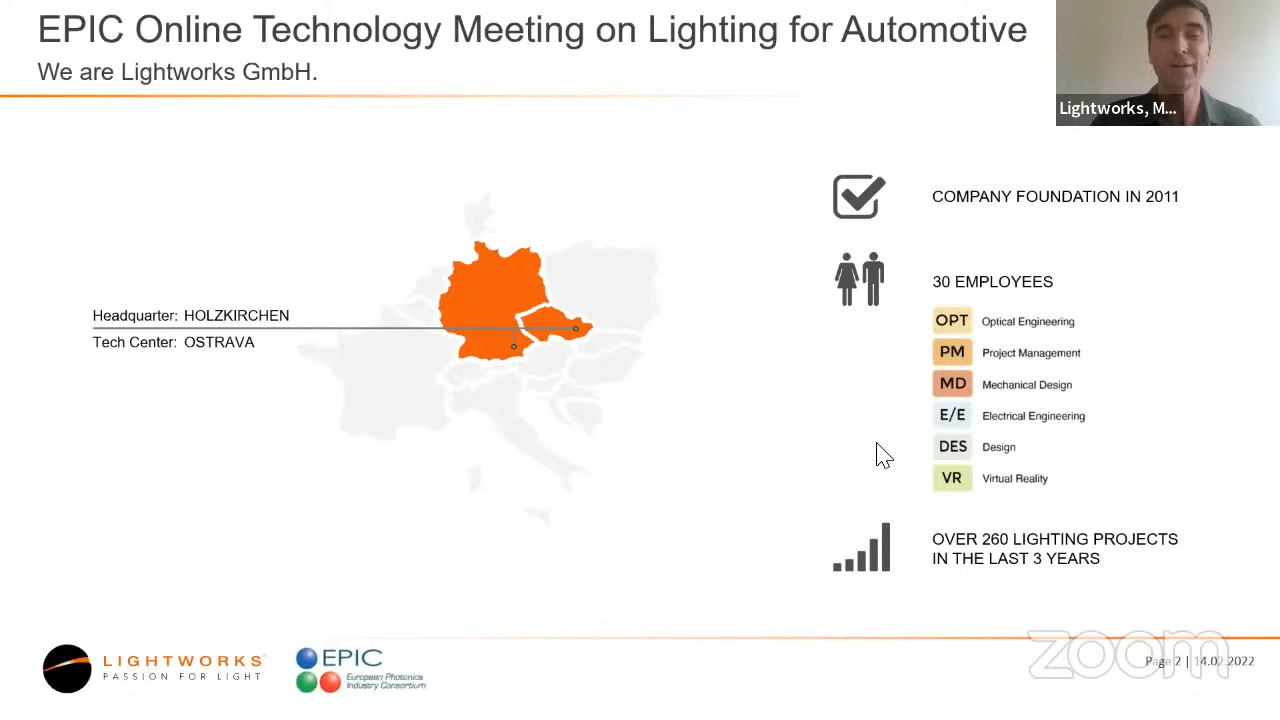 EPIC Online Technology Meeting on Lighting for Automotive
We are Lightworks GmbH.
Lightworks, M...
COMPANY FOUNDATION IN 2011
30 EMPLOYEES
OPT Optical Engineering
PM Project Management
MD Mechanical Design
E/E Electrical Engineering
DES Design
VR Virtual Reality
Headquarter: HOLZKIRCHEN
Tech Center: OSTRAVA
OVER 260 LIGHTING PROJECTS
IN THE LAST 3 YEARS
LIGHTWORKS
PASSION FOR LIGHT
EPIC
European Photonics
Industry Consortium
zoom
Page 2 | 14.02.2022